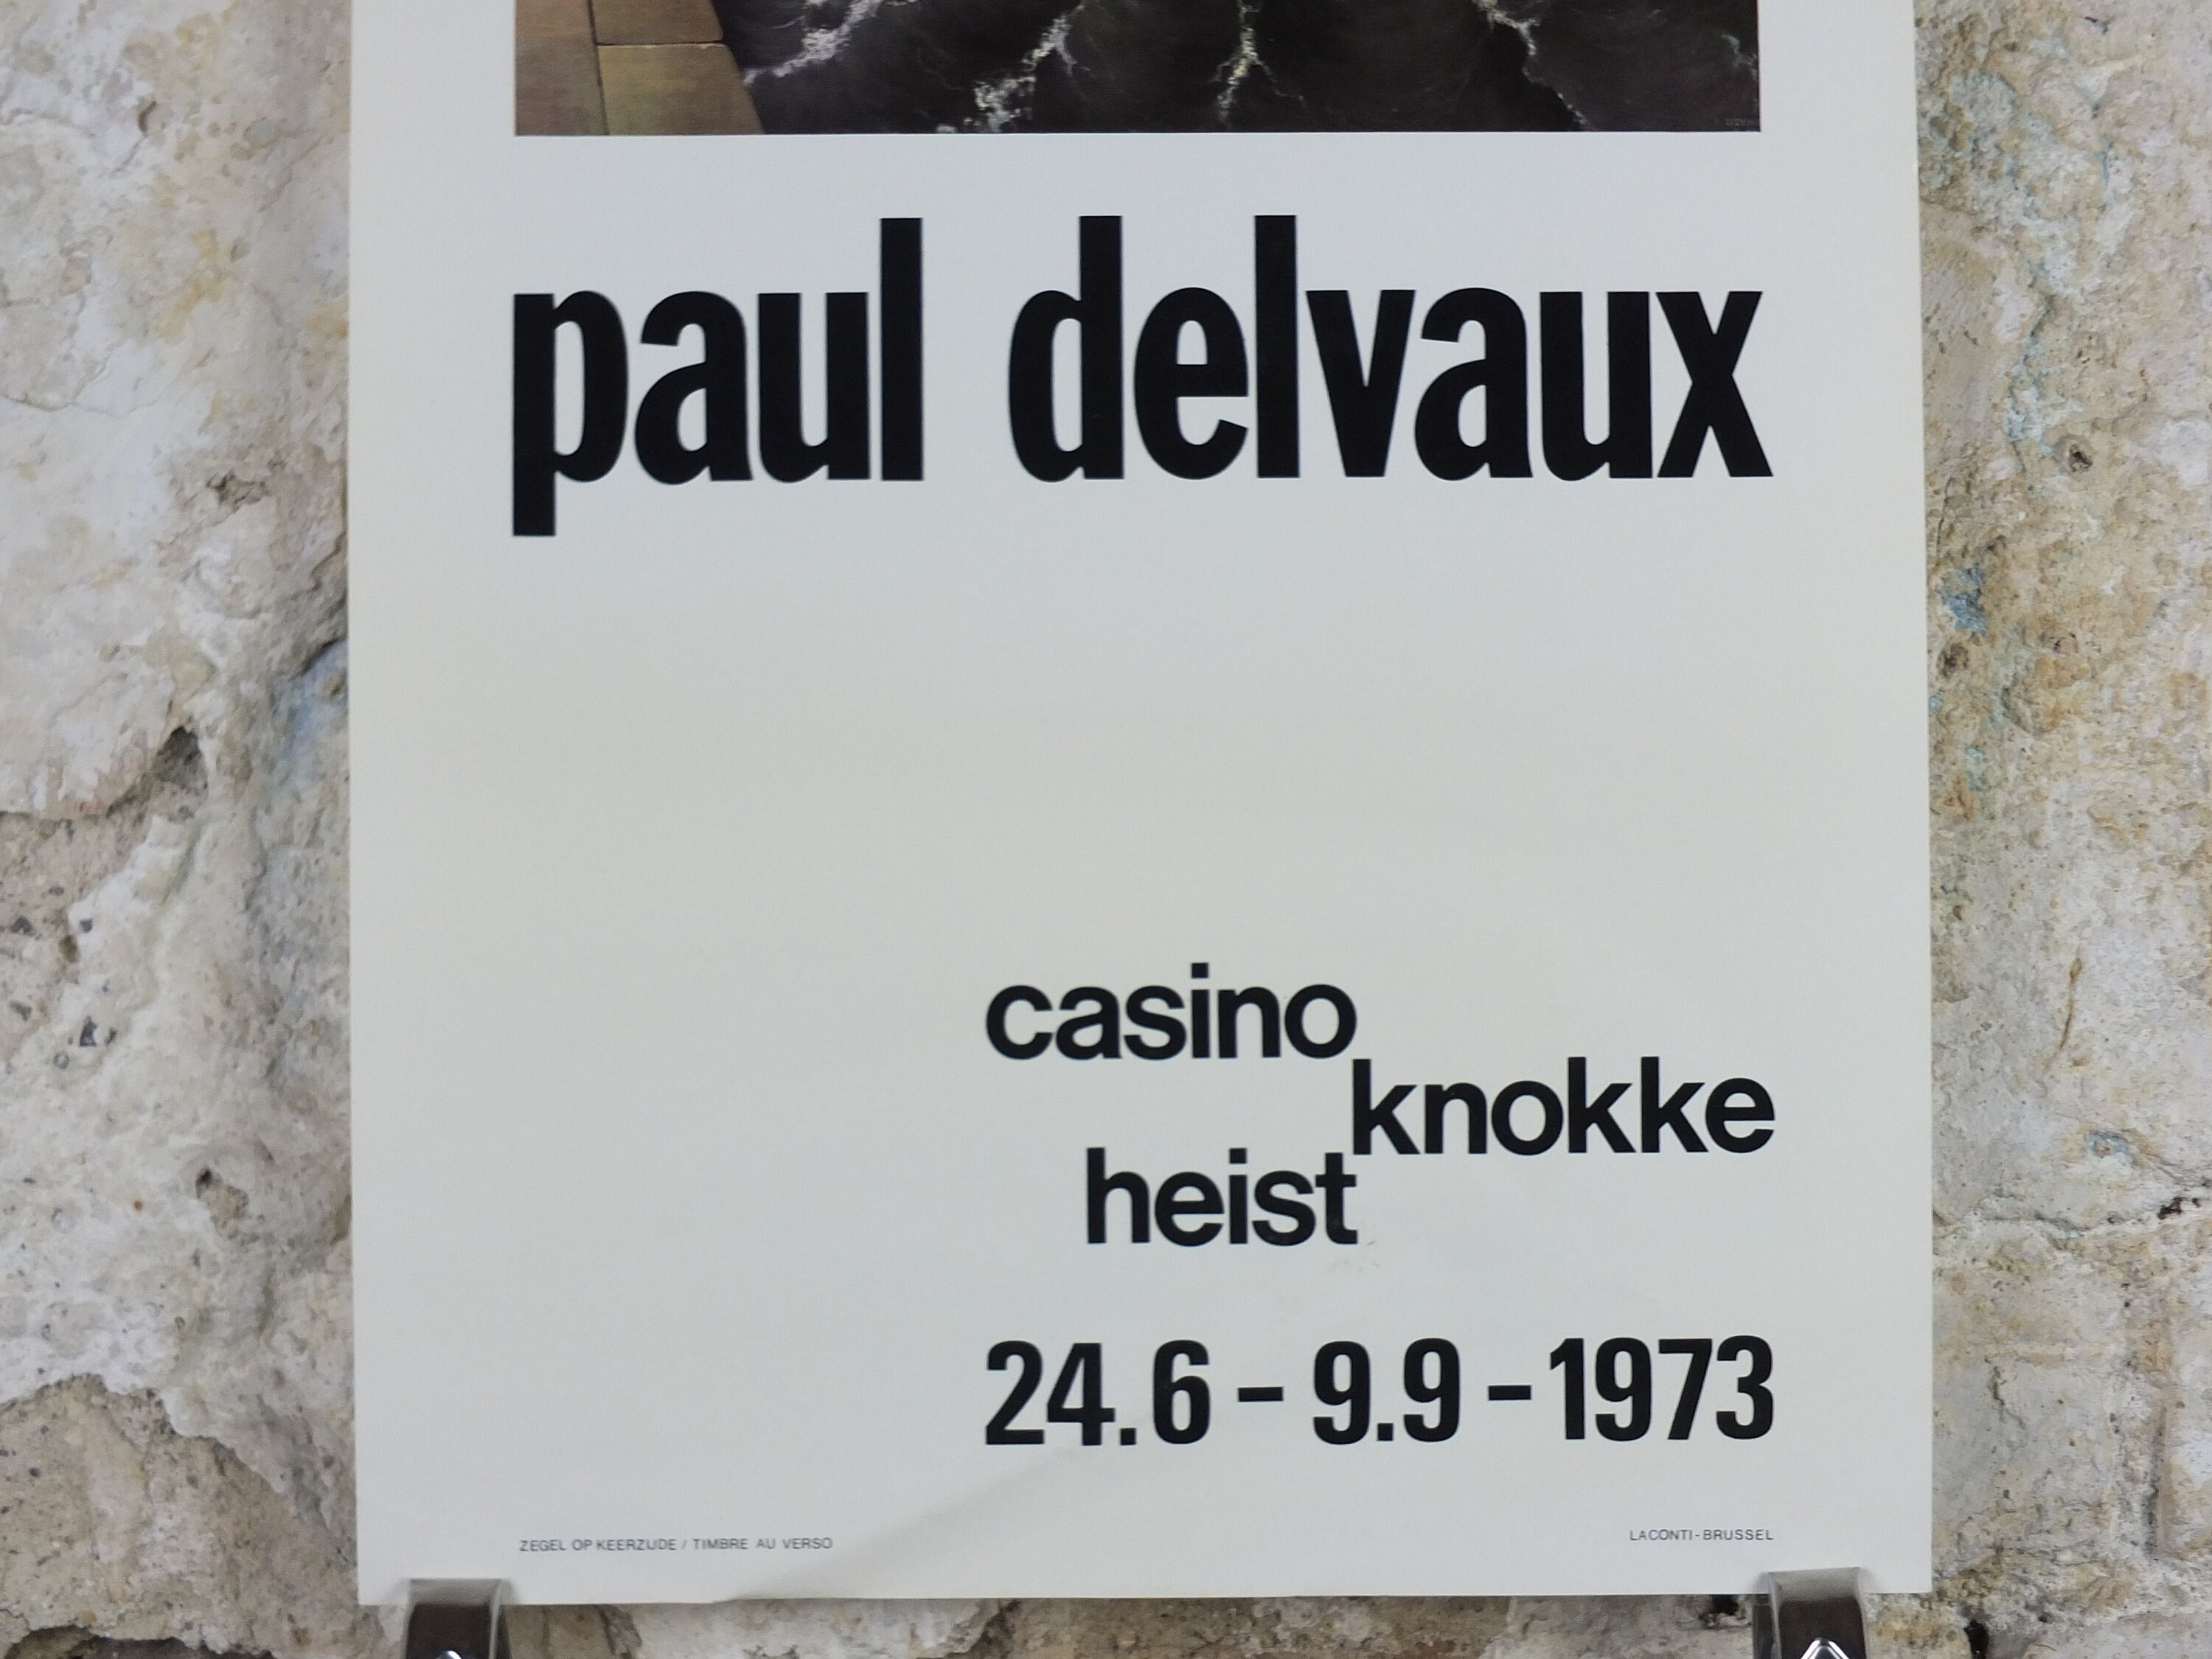 paul delvaux
casino
knokke
heist
24.6 - 9.9 - 1973
ZEGEL OP KEERZIJDE / TIMBRE AU VERSO
LACONTI - BRUSSEL